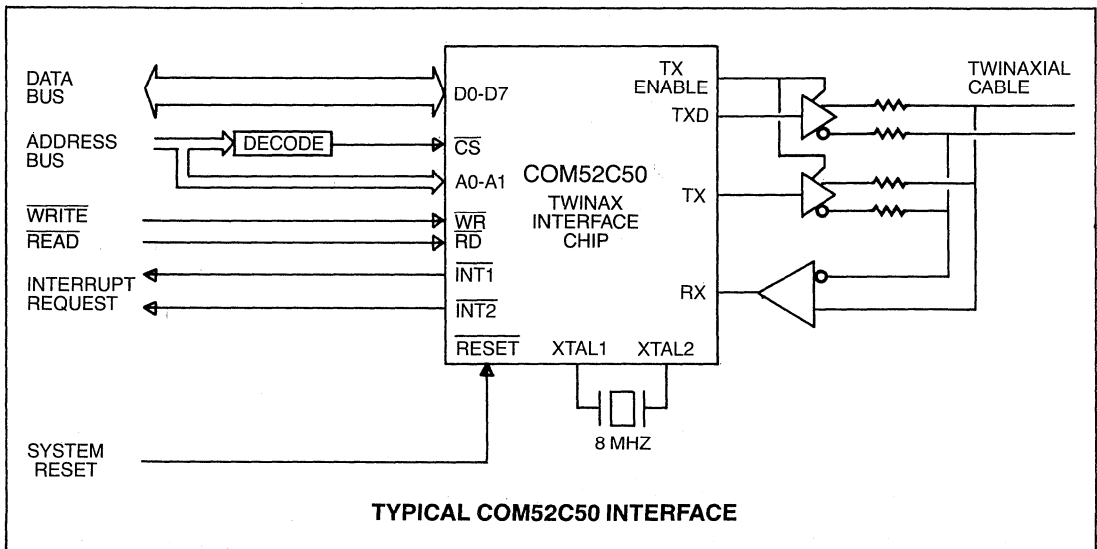 DATA
BUS
ADDRESS
BUS
DECODE
WRITE
READ
INTERRUPT
REQUEST
SYSTEM
RESET
D0-D7
CS
A0-A1
WR
RD
INT1
INT2
RESET
XTAL1
XTAL2
COM52C50
TWINAX
INTERFACE
CHIP
TX
ENABLE
TXD
TX
RX
TWINAXIAL
CABLE
8 MHZ
TYPICAL COM52C50 INTERFACE